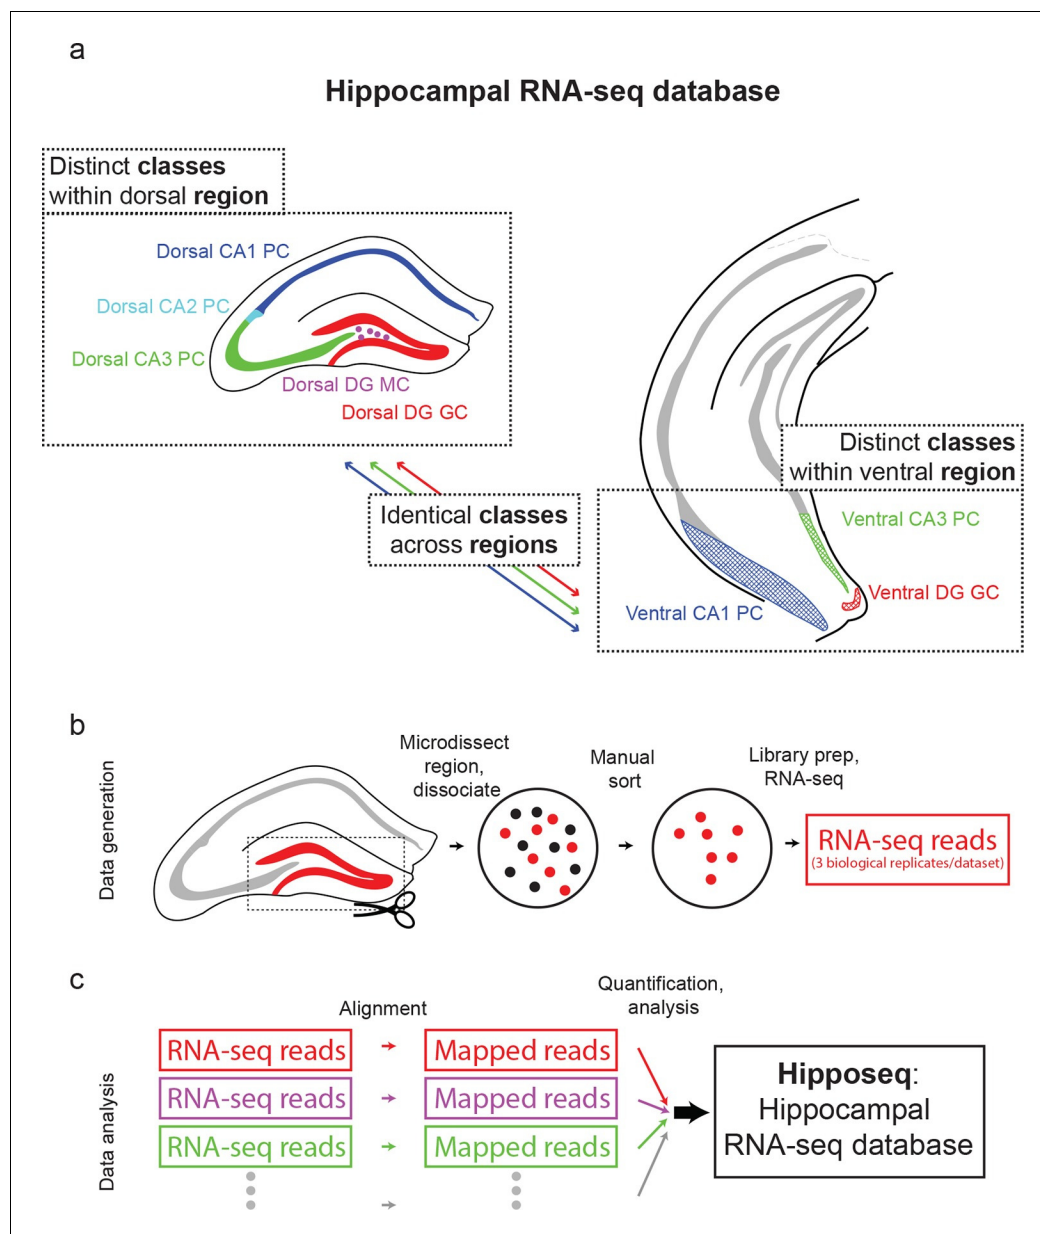 a
Hippocampal RNA-seq database
Distinct classes
within dorsal region
Dorsal CA1 PC
Dorsal CA2 PC
Dorsal CA3 PC
Dorsal DG MC
Dorsal DG GC
Identical classes
across regions
Distinct classes
within ventral region
Ventral CA3 PC
Ventral DG GC
Ventral CA1 PC
b
Data generation
Microdissect
region,
dissociate
Manual
sort
Library prep,
RNA-seq
RNA-seq reads
(3 biological replicates/dataset)
c
Data analysis
Alignment
Quantification,
analysis
RNA-seq reads
Mapped reads
RNA-seq reads
Mapped reads
RNA-seq reads
Mapped reads
Hipposeq:
Hippocampal
RNA-seq database